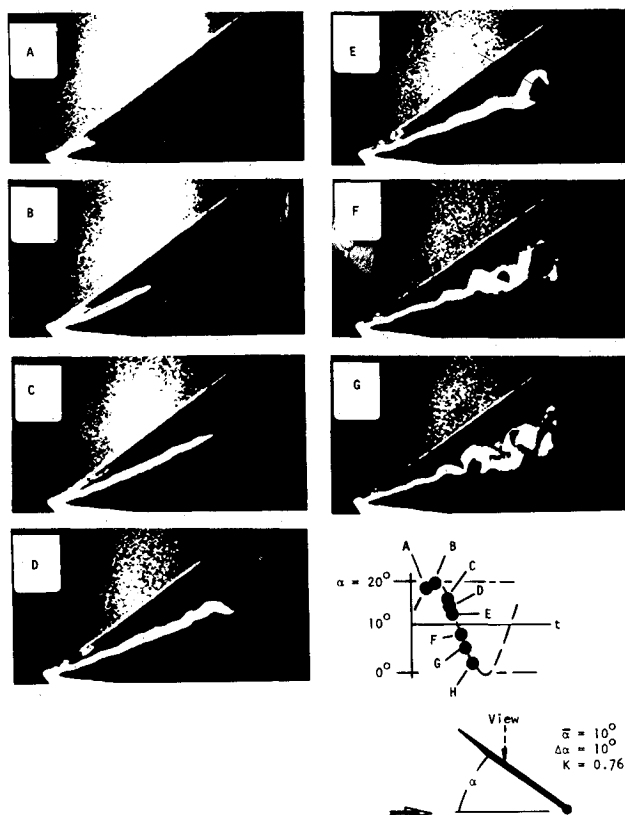 A
E
B
F
C
G
D
A
B
C
D
E
F
G
H
α = 20°
10°
0°
t
View
α
ᾱ = 10°
Δα = 10°
K = 0.76